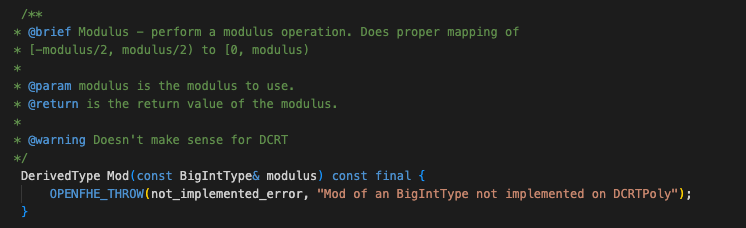 /**
* @brief Modulus - perform a modulus operation. Does proper mapping of
* [-modulus/2, modulus/2) to [0, modulus)
*
* @param modulus is the modulus to use.
* @return is the return value of the modulus.
*
* @warning Doesn't make sense for DCRT
*/
DerivedType Mod(const BigIntType& modulus) const final {
OPENFHE_THROW(not_implemented_error, "Mod of an BigIntType not implemented on DCRTPoly");
}